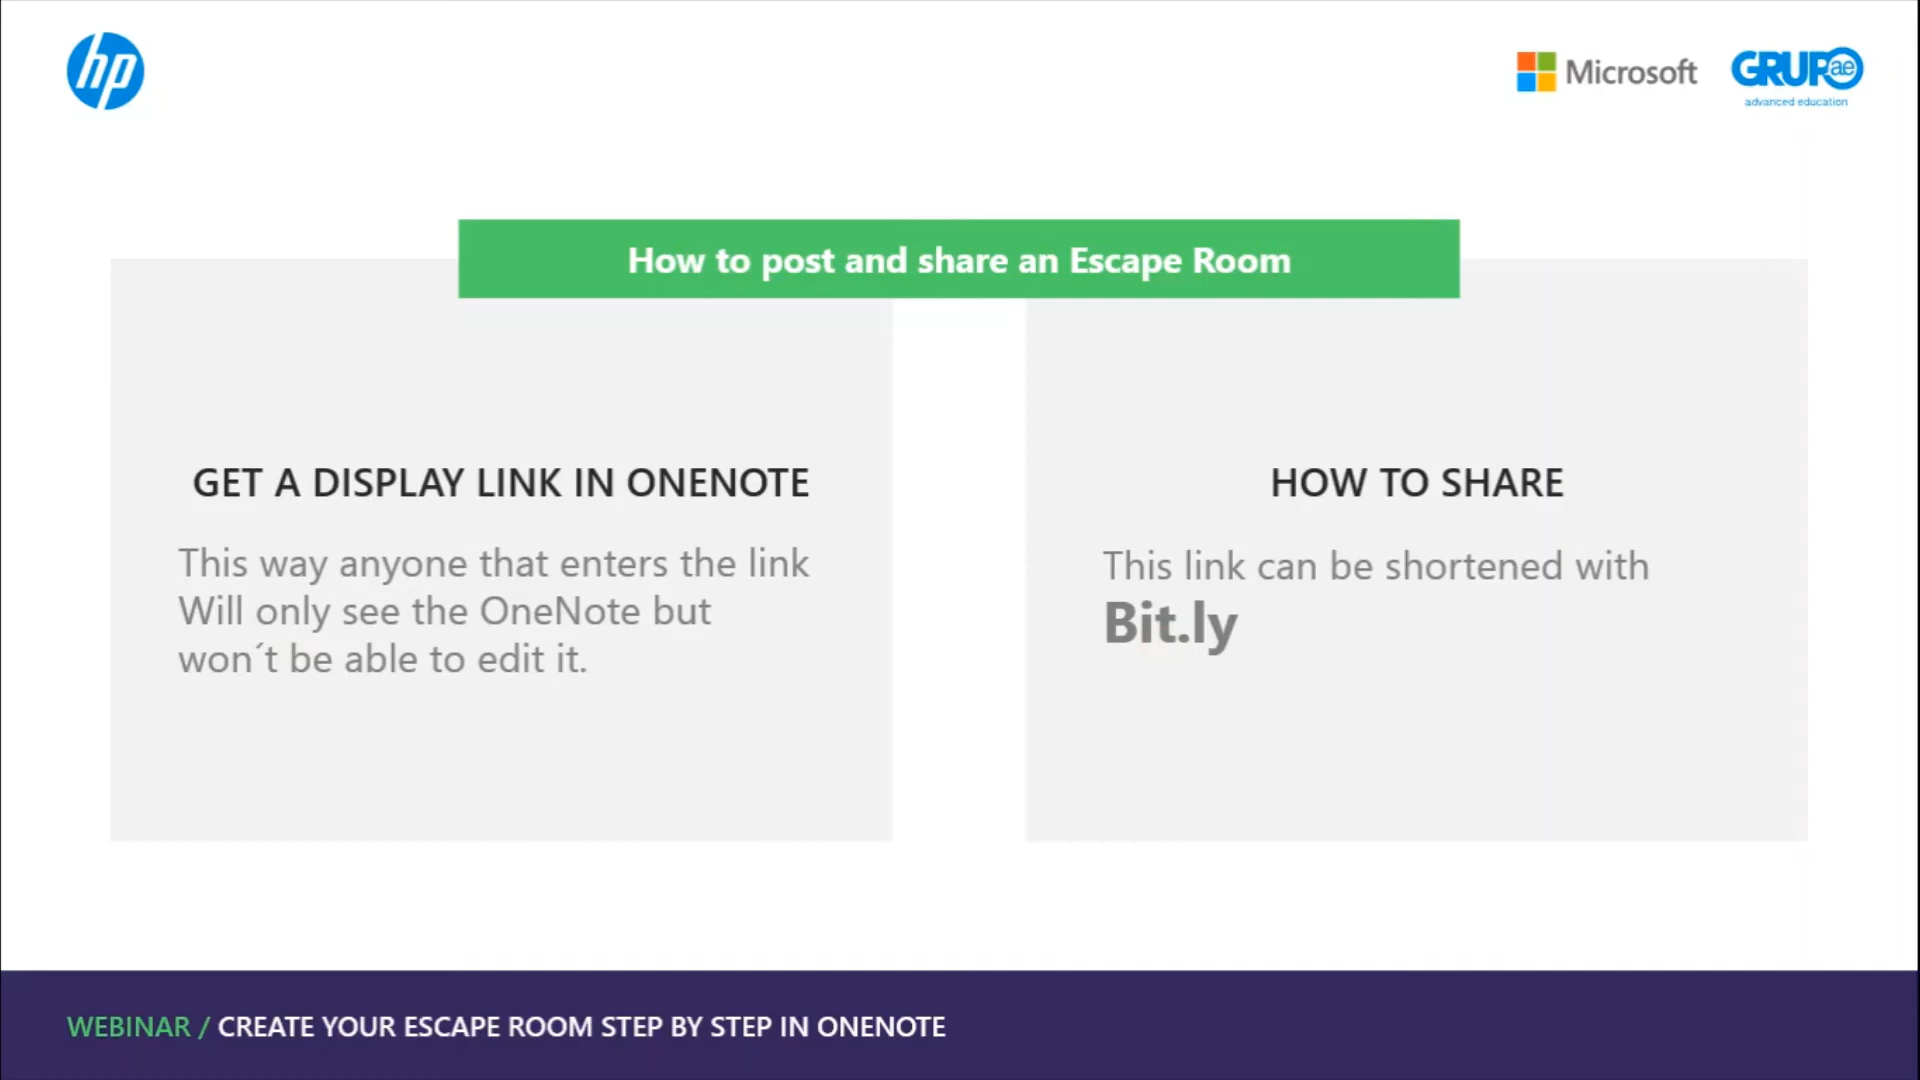 hp
Microsoft
GRUPO ae
advanced education
How to post and share an Escape Room
GET A DISPLAY LINK IN ONENOTE
This way anyone that enters the link
Will only see the OneNote but
won´t be able to edit it.
HOW TO SHARE
This link can be shortened with
Bit.ly
WEBINAR / CREATE YOUR ESCAPE ROOM STEP BY STEP IN ONENOTE